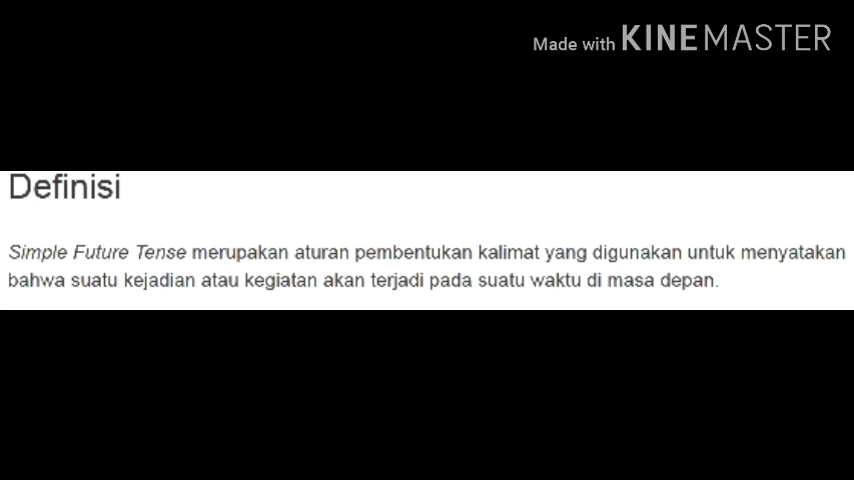 Made with KINEMASTER
Definisi
Simple Future Tense merupakan aturan pembentukan kalimat yang digunakan untuk menyatakan
bahwa suatu kejadian atau kegiatan akan terjadi pada suatu waktu di masa depan.